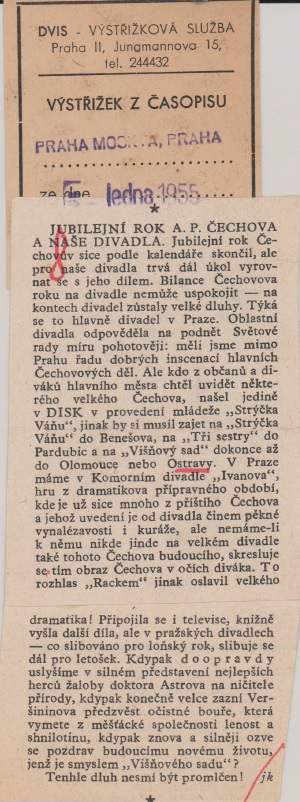 DVIS - VÝSTŘIŽKOVÁ SLUŽBA
Praha II, Jungmannova 15,
tel. 244432
VÝSTŘIŽEK Z ČASOPISU
PRAHA MOSKVA, PRAHA
ze dne ledna 1955
JUBILEJNÍ ROK A. P. ČECHOVA
A NAŠE DIVADLA. Jubilejní rok Če-
chovův sice podle kalendáře skončil, ale
pro naše divadla trvá dál úkol vyrov-
nat se s jeho dílem. Bilance Čechovova
roku na divadle nemůže uspokojit — na
kontech divadel zůstaly velké dluhy. Týká
se to hlavně divadel v Praze. Oblastní
divadla odpověděla na podnět Světové
rady míru pohotověji: měli jsme mimo
Prahu řadu dobrých inscenací hlavních
Čechovových děl. Ale kdo z občanů a di-
váků hlavního města chtěl uvidět někte-
rého velkého Čechova, našel jedině
v DISK v provedení mládeže „Strýčka
Váňu“, jinak by si musil zajet na „Strýčka
Váňu“ do Benešova, na „Tři sestry“ do
Pardubic a na „Višňový sad“ dokonce až
do Olomouce nebo Ostravy. V Praze
máme v Komorním divadle „Ivanova“,
hru z dramatikova přípravného období,
kde je už sice mnoho z příštího Čechova
a jehož uvedení je od divadla činem pěkné
vynalézavosti i kuráže, ale nemáme-li
k němu nikde jinde na velkém divadle
také tohoto Čechova budoucího, skresluje
se tím obraz Čechova v očích diváka. To
rozhlas „Rackem“ jinak oslavil velkého
dramatika! Připojila se i televise, knižně
vyšla další díla, ale v pražských divadlech
— co slibováno pro loňský rok, slibuje se
dál pro letošek. Kdypak doopravdy
uslyšíme v silném představení nejlepších
herců žaloby doktora Astrova na ničitele
přírody, kdypak konečně velce zazní Ver-
šininova předzvěst očistné bouře, která
vymete z měšťácké společnosti lenost a
shnilotinu, kdypak znova a silněji ozve
se pozdrav budoucímu novému životu,
jenž je smyslem „Višňového sadu“?
Tenhle dluh nesmí být promlčen! jk